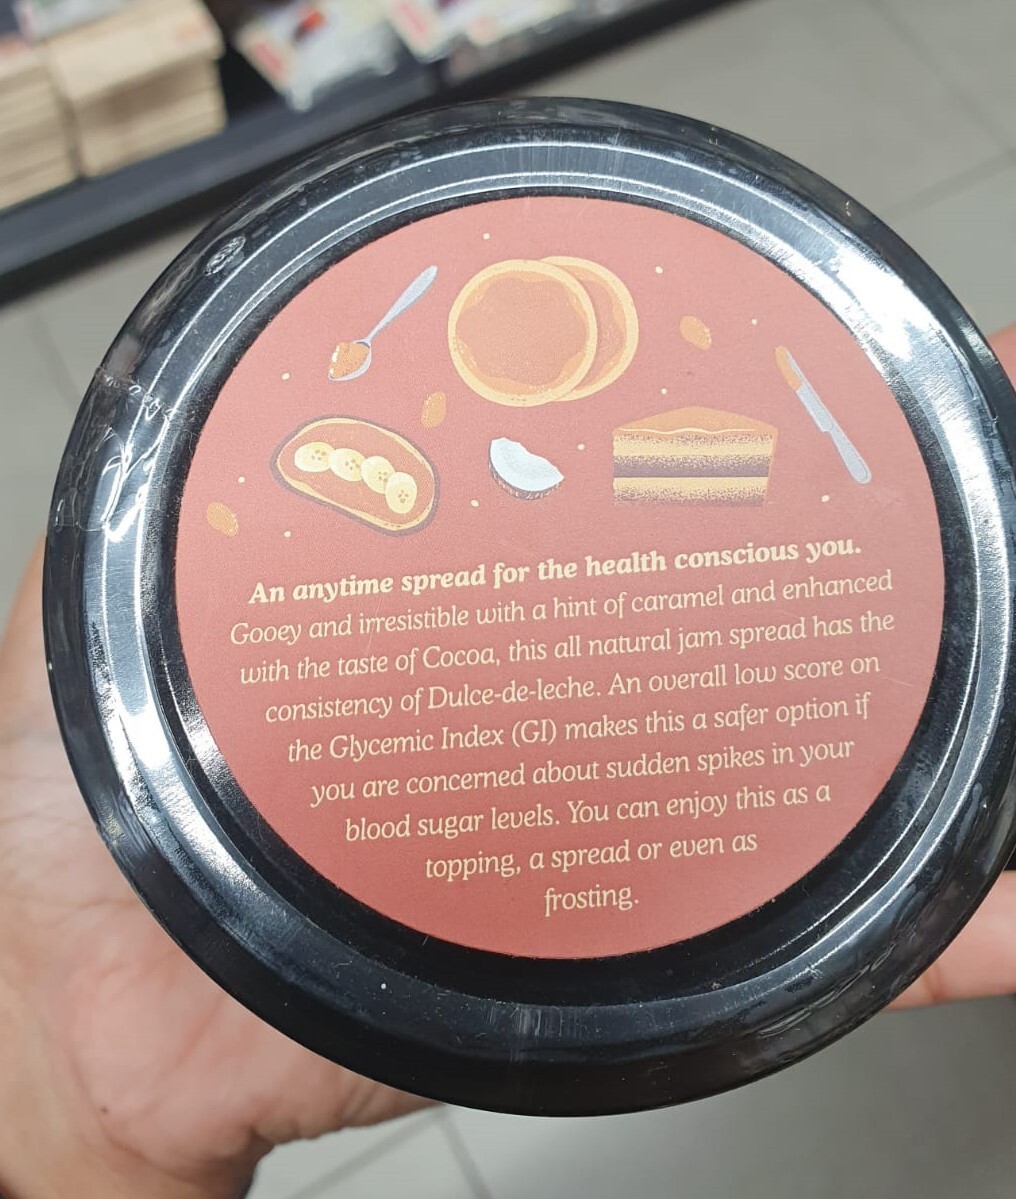 An anytime spread for the health conscious you.
Gooey and irresistible with a hint of caramel and enhanced
with the taste of Cocoa, this all natural jam spread has the
consistency of Dulce-de-leche. An overall low score on
the Glycemic Index (GI) makes this a safer option if
you are concerned about sudden spikes in your
blood sugar levels. You can enjoy this as a
topping, a spread or even as
frosting.